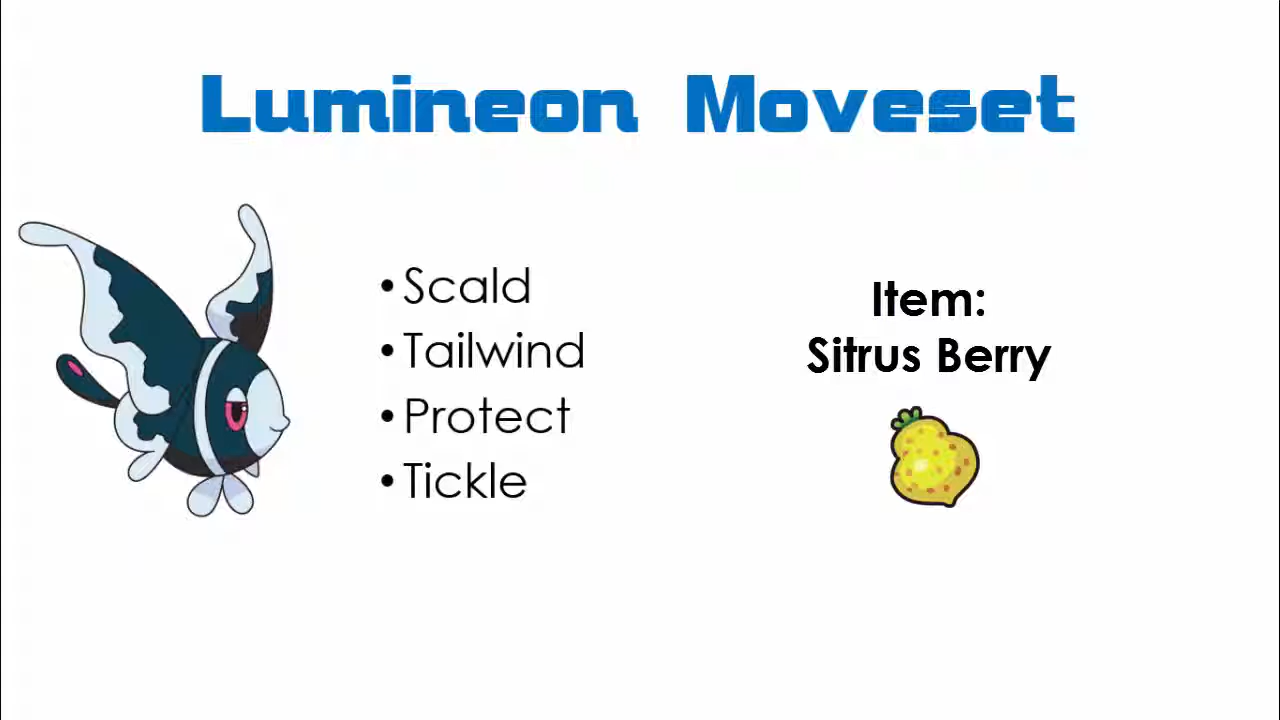 Lumineon Moveset
• Scald
• Tailwind
• Protect
• Tickle
Item:
Sitrus Berry